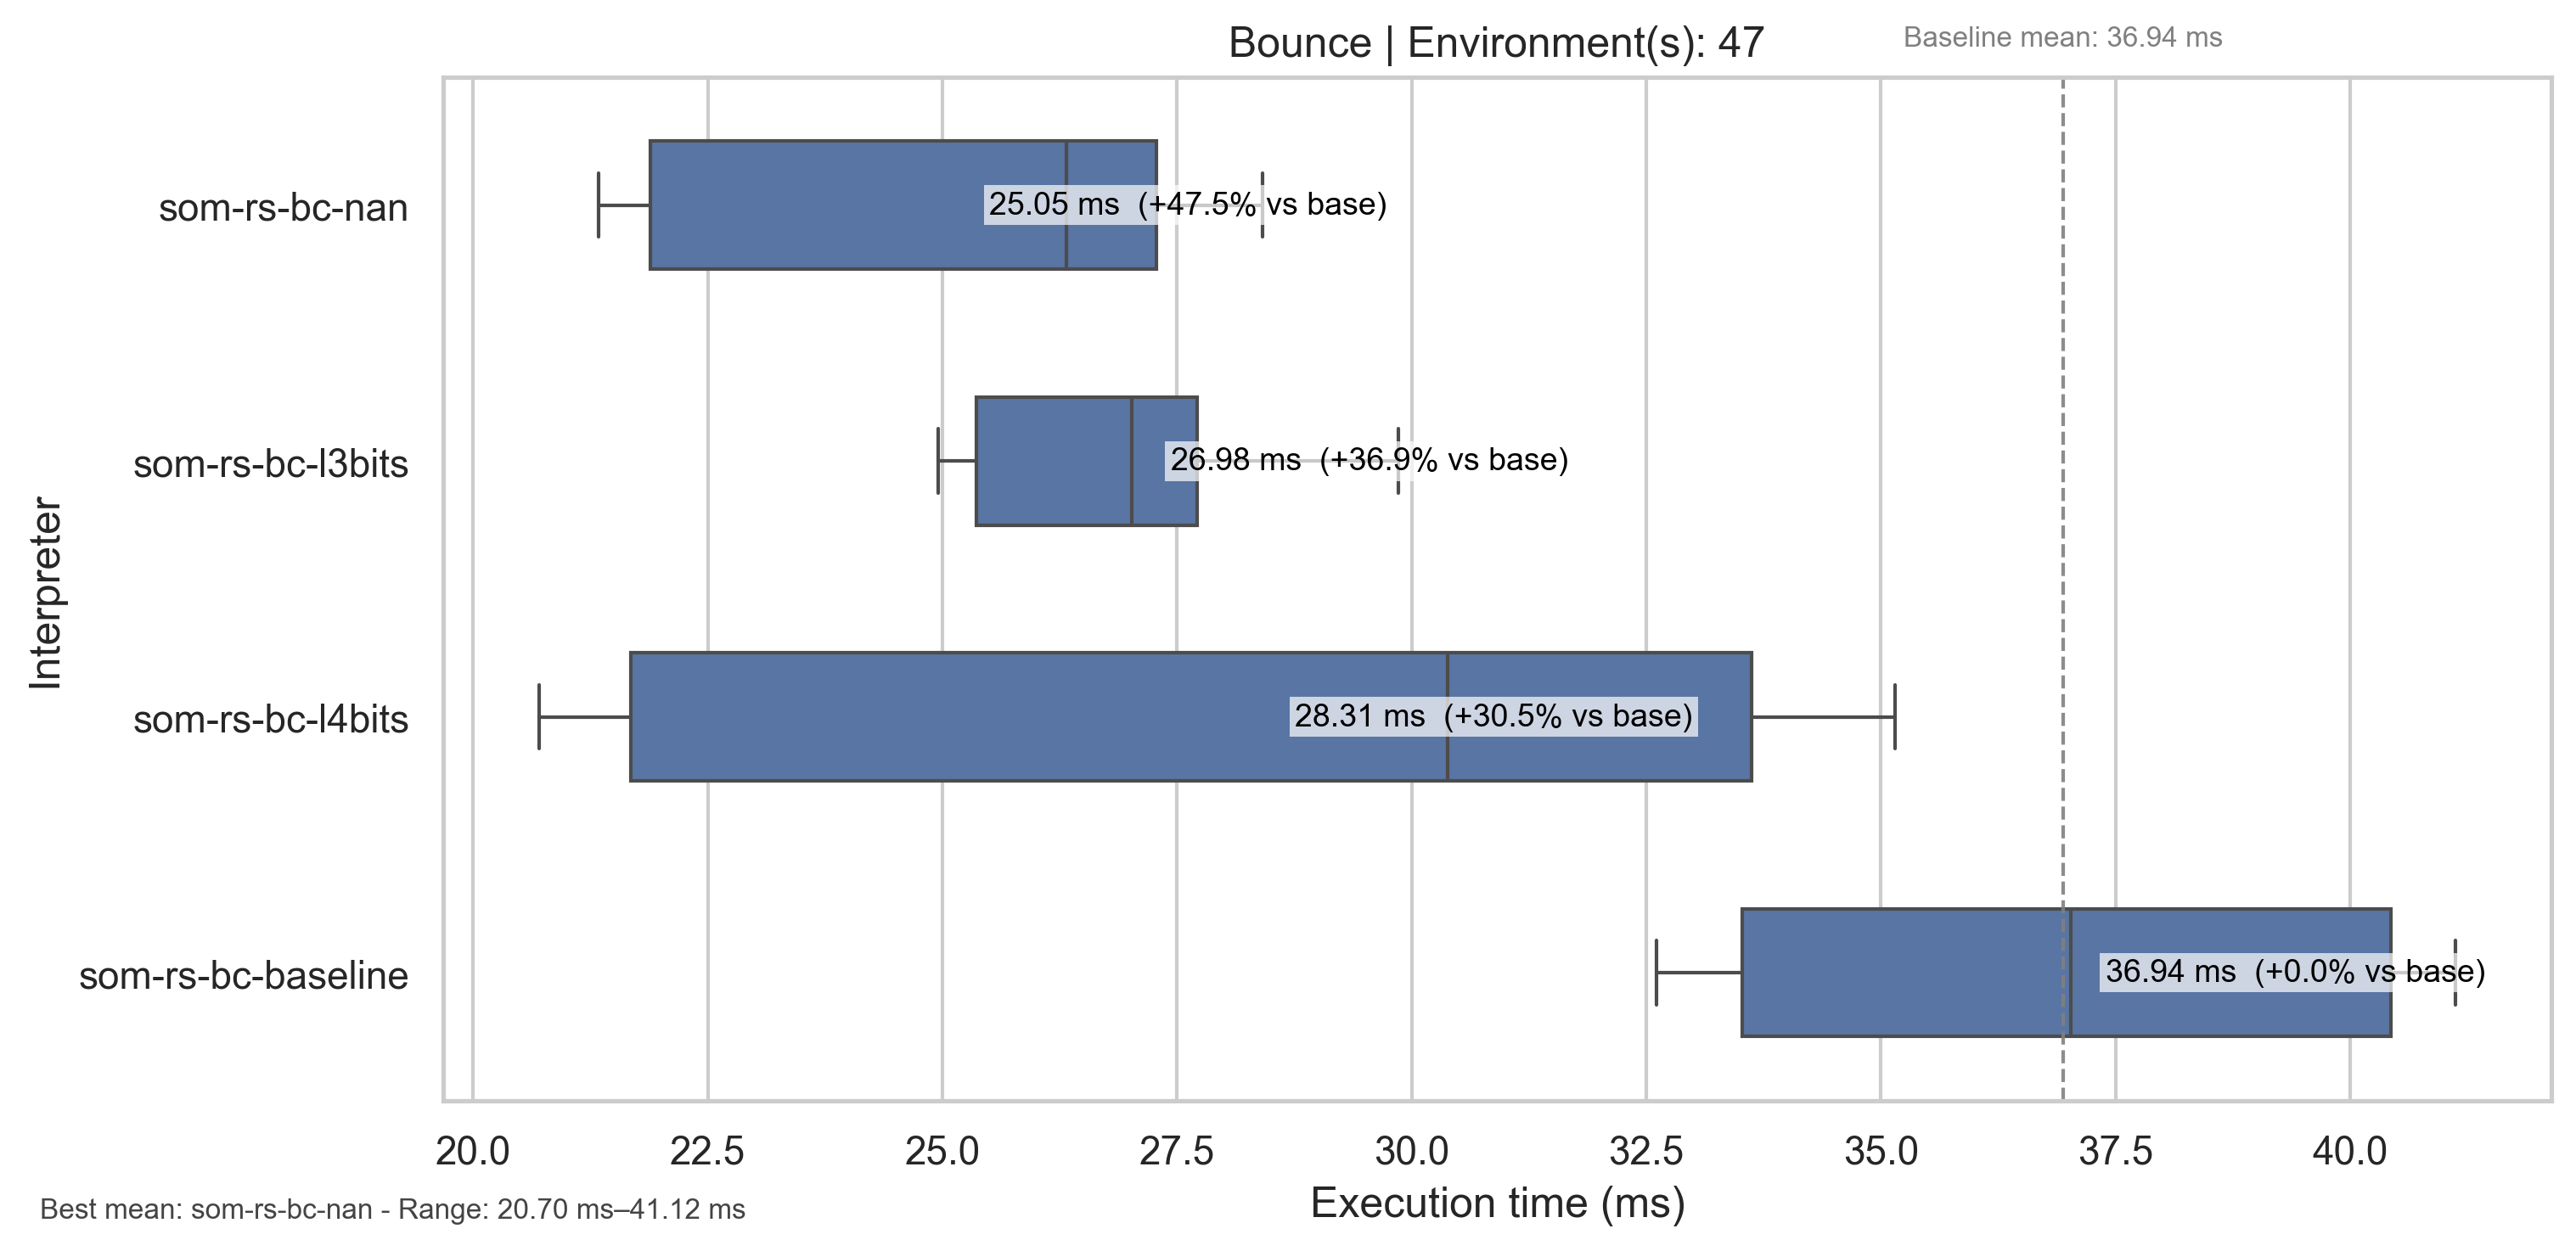 Bounce | Environment(s): 47
Baseline mean: 36.94 ms
Interpreter
som-rs-bc-nan
25.05 ms (+47.5% vs base)
som-rs-bc-l3bits
26.98 ms (+36.9% vs base)
som-rs-bc-l4bits
28.31 ms (+30.5% vs base)
som-rs-bc-baseline
36.94 ms (+0.0% vs base)
20.0 22.5 25.0 27.5 30.0 32.5 35.0 37.5 40.0
Execution time (ms)
Best mean: som-rs-bc-nan - Range: 20.70 ms–41.12 ms